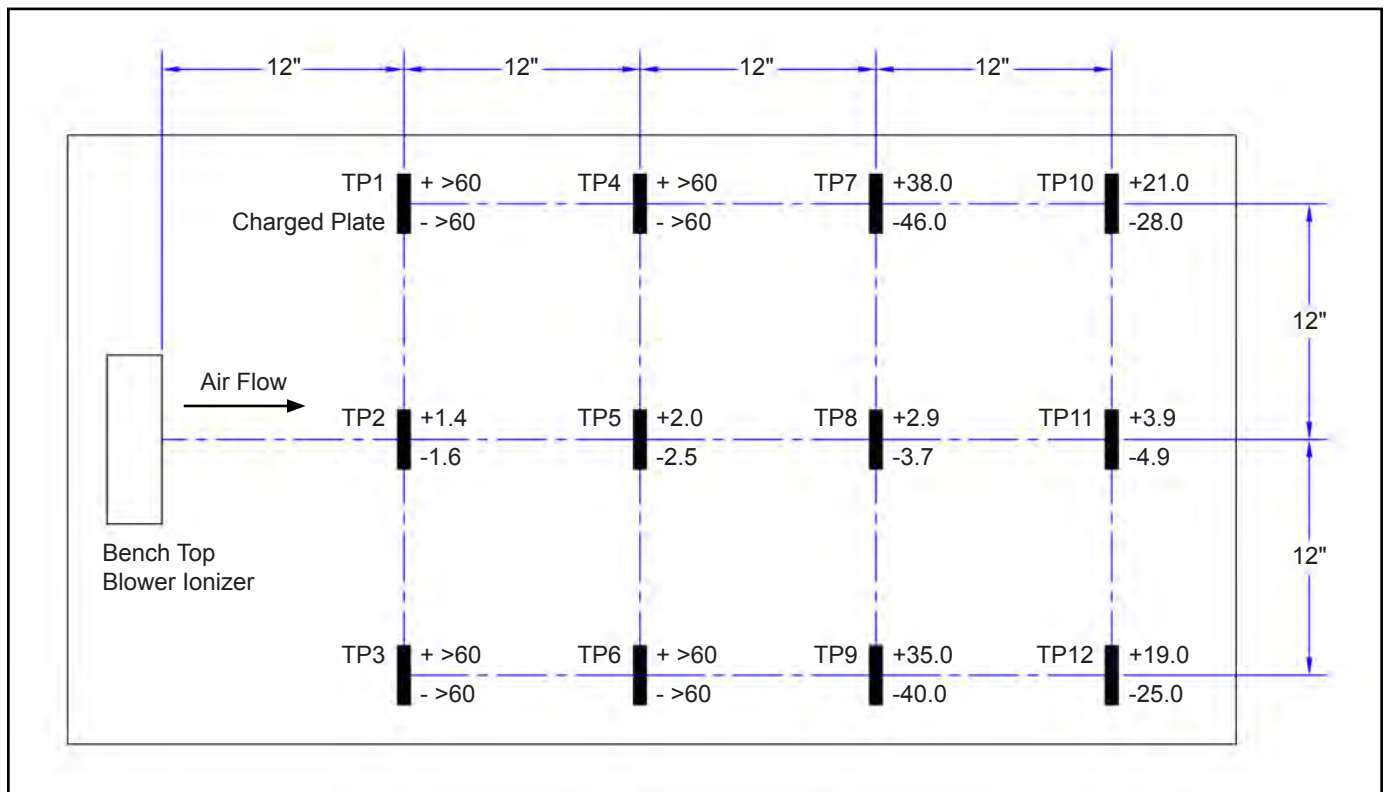 12" 12" 12" 12"
TP1 + >60 TP4 + >60 TP7 +38.0 TP10 +21.0
Charged Plate - >60 - >60 -46.0 -28.0
12"
Air Flow
TP2 +1.4 TP5 +2.0 TP8 +2.9 TP11 +3.9
-1.6 -2.5 -3.7 -4.9
Bench Top
Blower Ionizer
12"
TP3 + >60 TP6 + >60 TP9 +35.0 TP12 +19.0
- >60 - >60 -40.0 -25.0